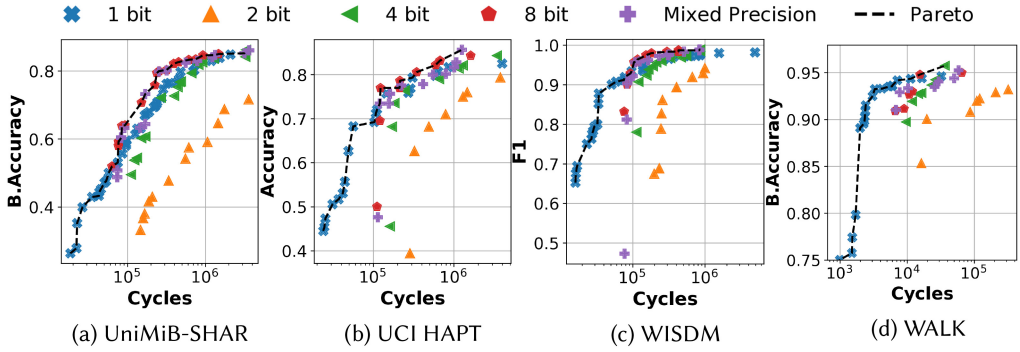 1 bit 2 bit 4 bit 8 bit Mixed Precision Pareto
B.Accuracy
0.8
0.6
0.4
10^5 10^6
Cycles
(a) UniMiB-SHAR
Accuracy
0.8
0.7
0.6
0.5
0.4
10^5 10^6
Cycles
(b) UCI HAPT
F1
1.0
0.9
0.8
0.7
0.6
0.5
10^5 10^6
Cycles
(c) WISDM
B.Accuracy
0.95
0.90
0.85
0.80
0.75
10^3 10^4 10^5
Cycles
(d) WALK